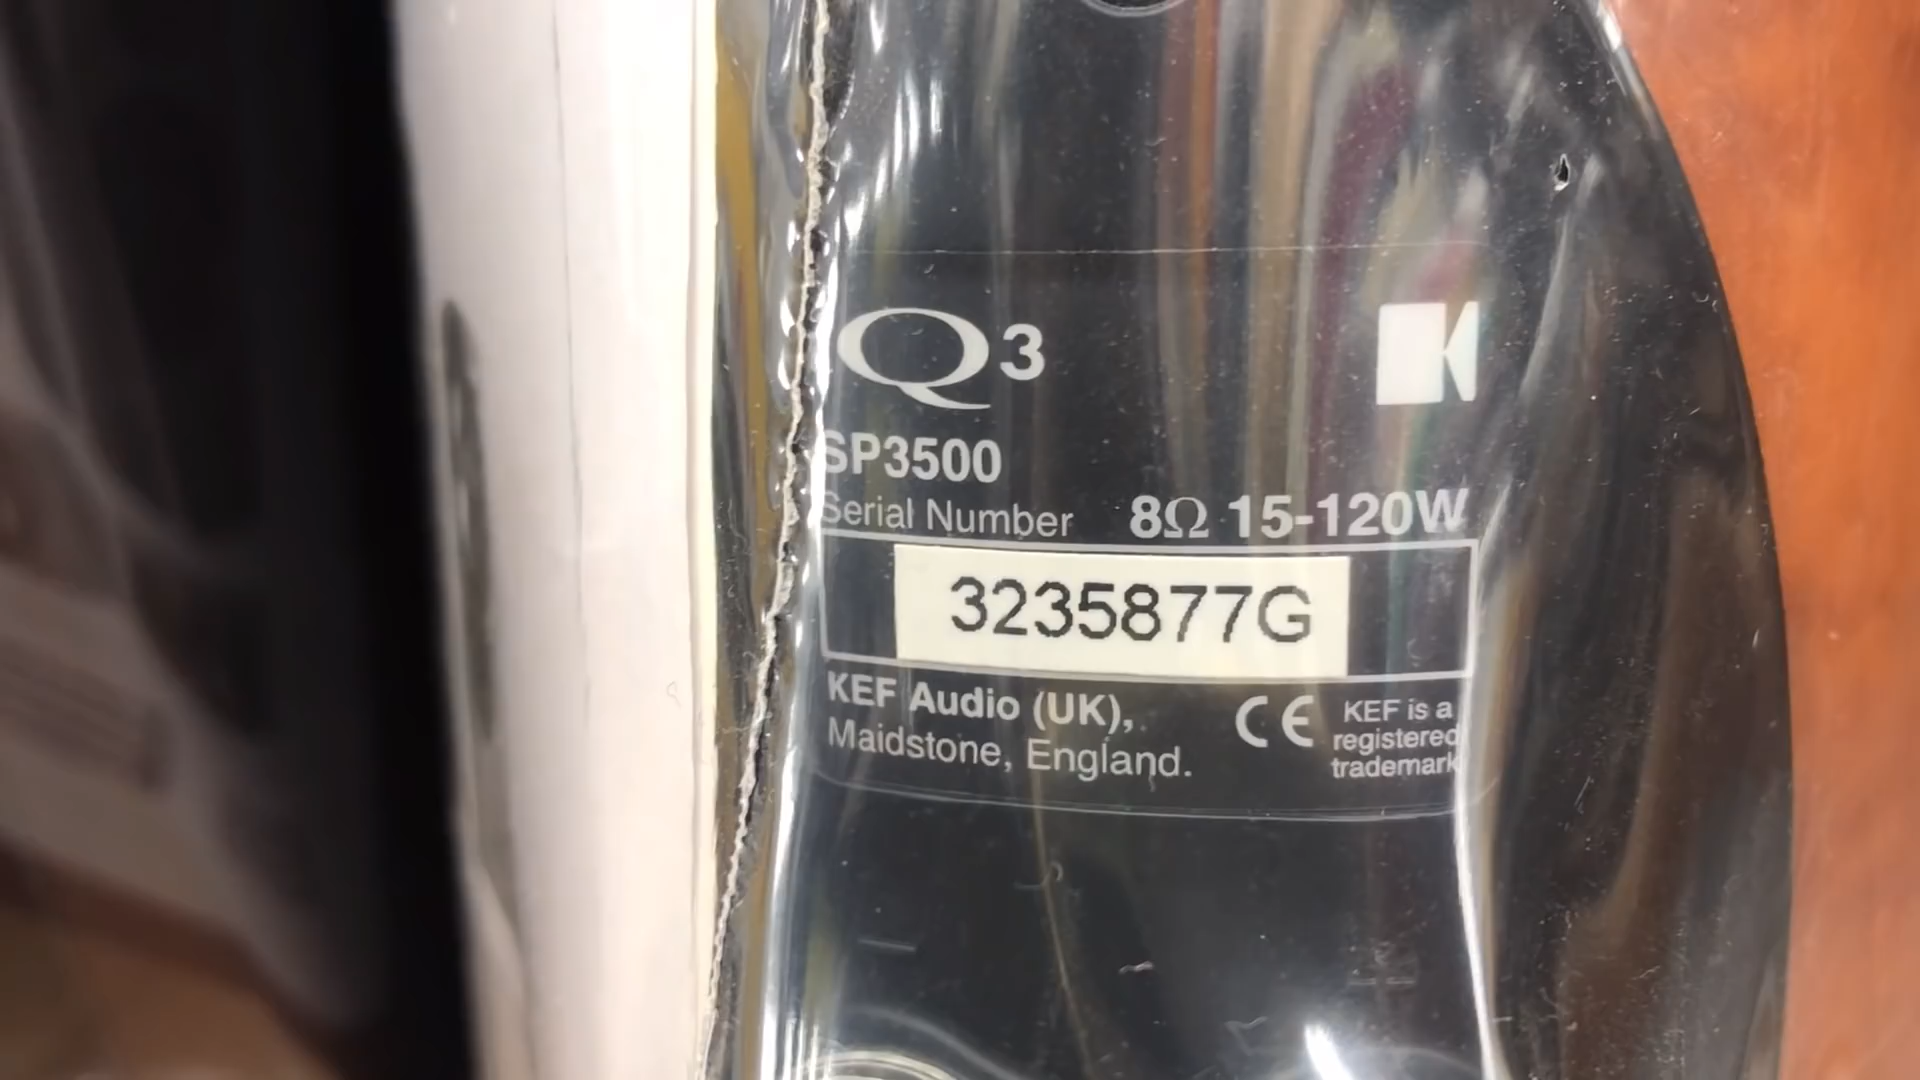 Q3
SP3500
Serial Number 8Ω 15-120W
3235877G
KEF Audio (UK),
Maidstone, England.
CE
KEF is a
registered
trademark